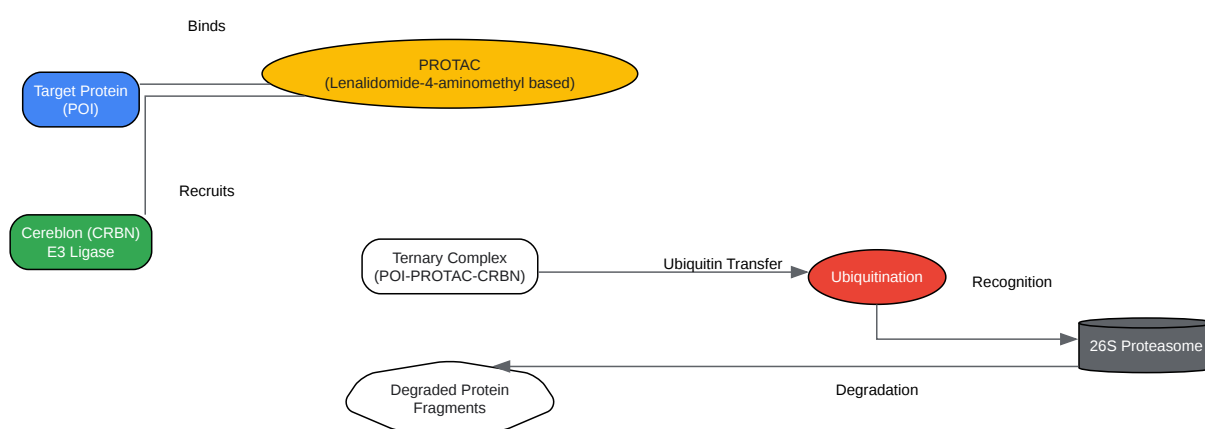 Binds
PROTAC
(Lenalidomide-4-aminomethyl based)
Target Protein
(POI)
Recruits
Cereblon (CRBN)
E3 Ligase
Ternary Complex
(POI-PROTAC-CRBN)
Ubiquitin Transfer
Ubiquitination
Recognition
26S Proteasome
Degradation
Degraded Protein
Fragments